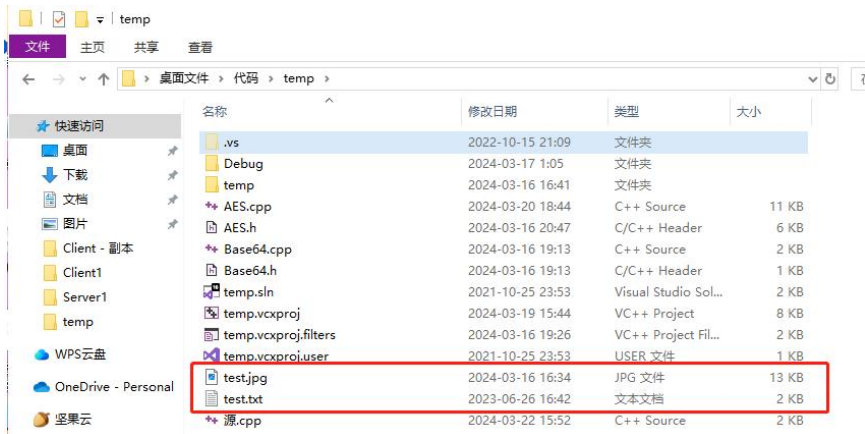 temp
文件 主页 共享 查看
桌面文件 代码 temp
名称 修改日期 类型 大小
快速访问
桌面
下载
文档
图片
Client - 副本
Client1
Server1
temp
WPS云盘
OneDrive - Personal
坚果云
.vs 2022-10-15 21:09 文件夹
Debug 2024-03-17 1:05 文件夹
temp 2024-03-16 16:41 文件夹
AES.cpp 2024-03-20 18:44 C++ Source 11 KB
AES.h 2024-03-16 20:47 C/C++ Header 6 KB
Base64.cpp 2024-03-16 19:13 C++ Source 2 KB
Base64.h 2024-03-16 19:13 C/C++ Header 1 KB
temp.sln 2021-10-25 23:53 Visual Studio Sol... 2 KB
temp.vcxproj 2024-03-19 15:44 VC++ Project 8 KB
temp.vcxproj.filters 2024-03-16 19:26 VC++ Project Fil... 2 KB
temp.vcxproj.user 2021-10-25 23:53 USER 文件 1 KB
test.jpg 2024-03-16 16:34 JPG 文件 13 KB
test.txt 2023-06-26 16:42 文本文档 2 KB
源.cpp 2024-03-22 15:52 C++ Source 2 KB